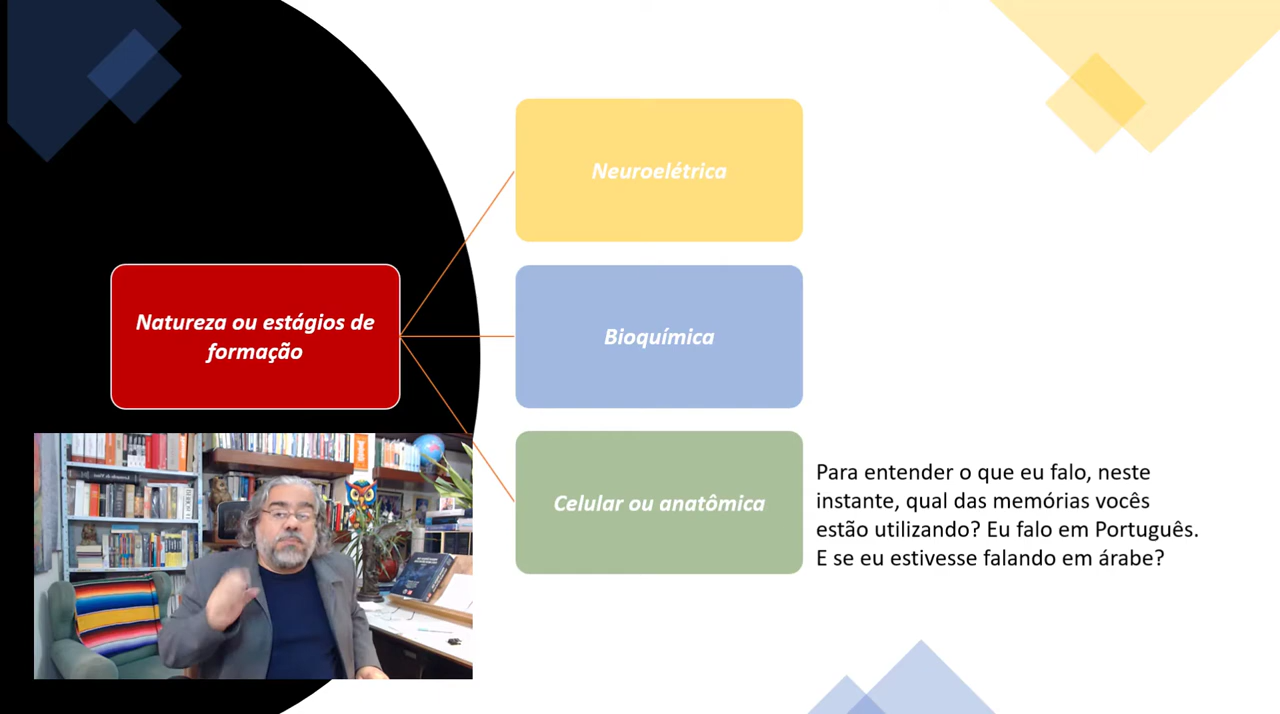 Neuroelétrica
Natureza ou estágios de
formação
Bioquímica
Celular ou anatômica
Para entender o que eu falo, neste
instante, qual das memórias vocês
estão utilizando? Eu falo em Português.
E se eu estivesse falando em árabe?